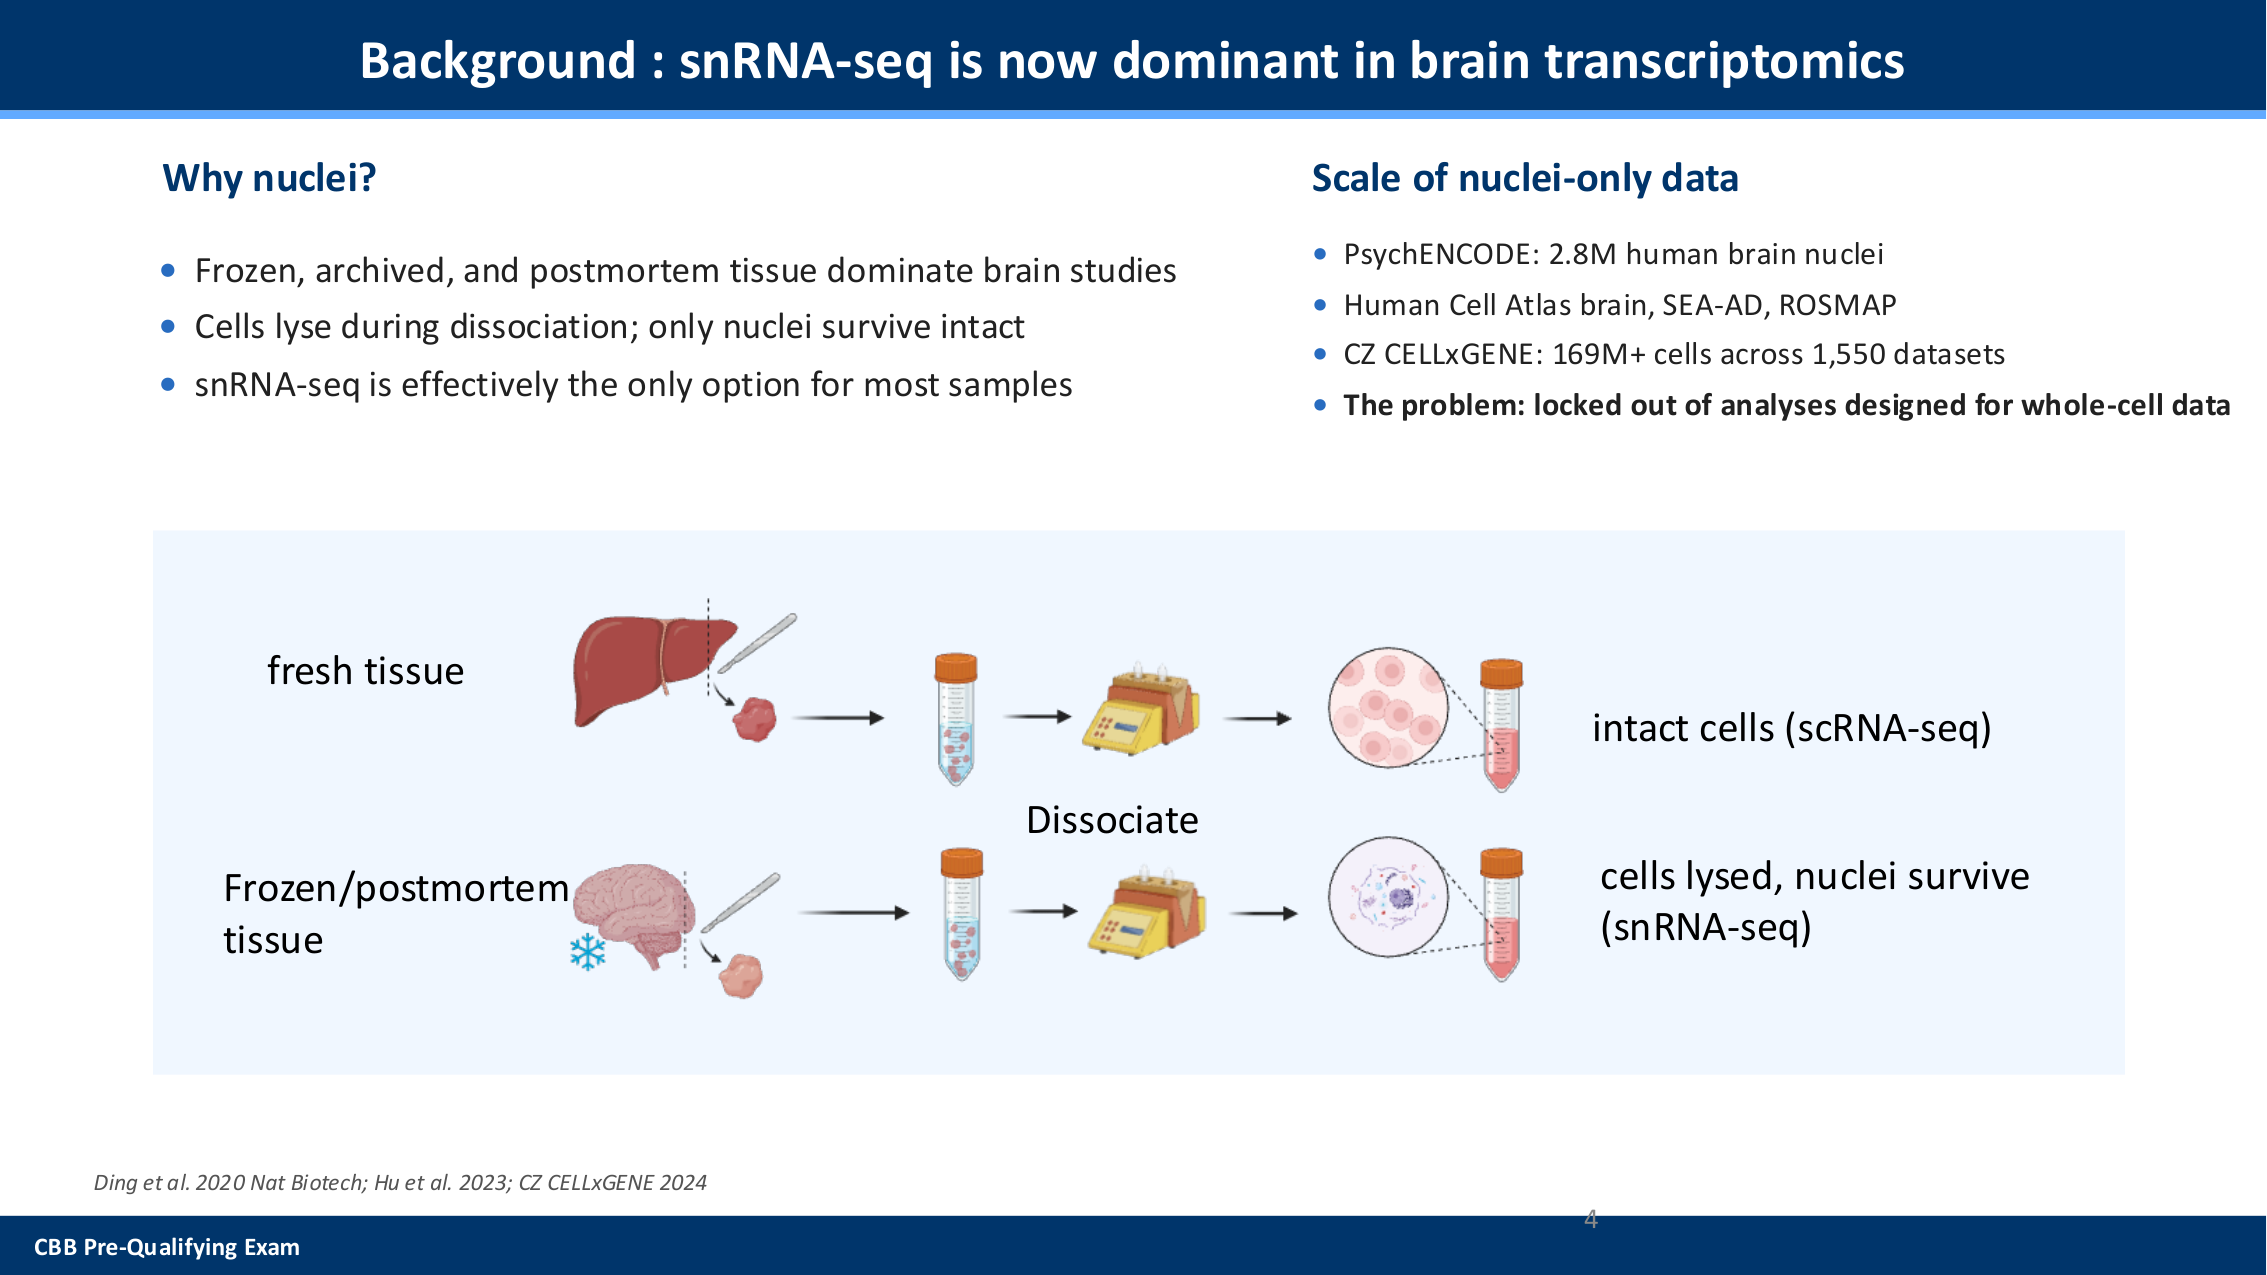 Background : snRNA-seq is now dominant in brain transcriptomics
Why nuclei?
Frozen, archived, and postmortem tissue dominate brain studies
Cells lyse during dissociation; only nuclei survive intact
snRNA-seq is effectively the only option for most samples
Scale of nuclei-only data
PsychENCODE: 2.8M human brain nuclei
Human Cell Atlas brain, SEA-AD, ROSMAP
CZ CELLxGENE: 169M+ cells across 1,550 datasets
The problem: locked out of analyses designed for whole-cell data
fresh tissue
intact cells (scRNA-seq)
Dissociate
Frozen/postmortem
tissue
cells lysed, nuclei survive
(snRNA-seq)
Ding et al. 2020 Nat Biotech; Hu et al. 2023; CZ CELLxGENE 2024
4
CBB Pre-Qualifying Exam